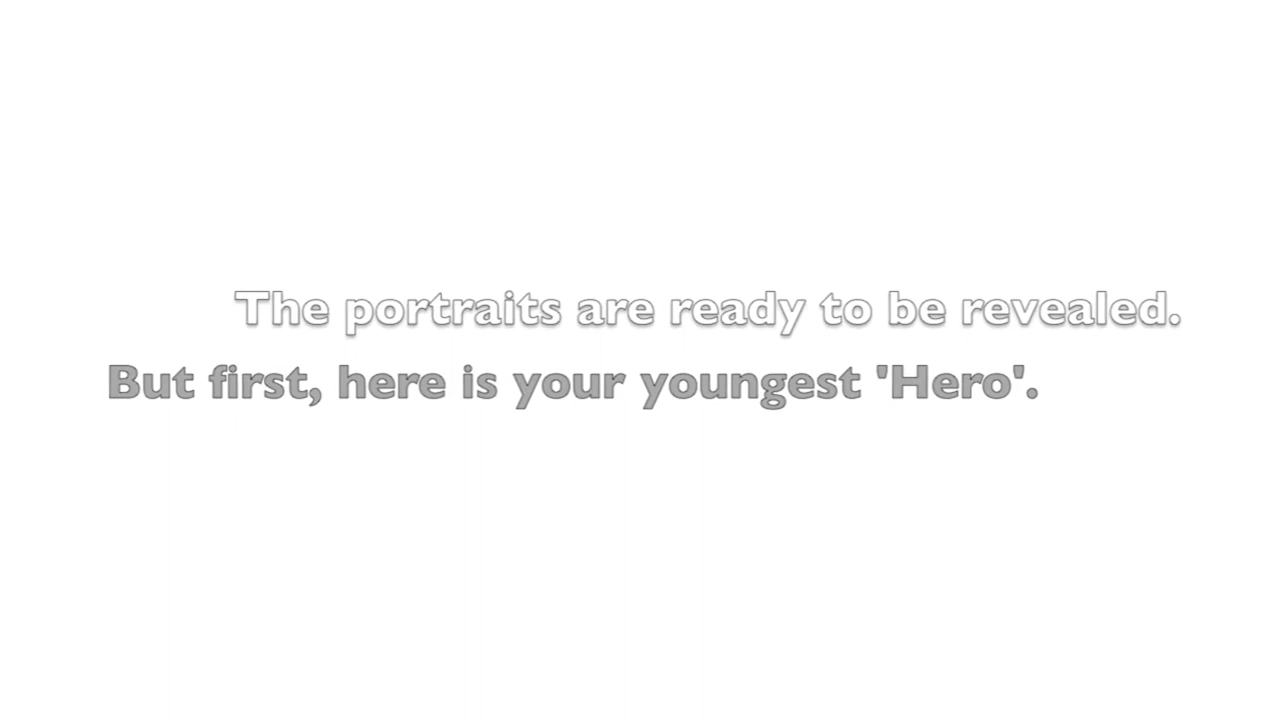 The portraits are ready to be revealed.
But first, here is your youngest 'Hero'.